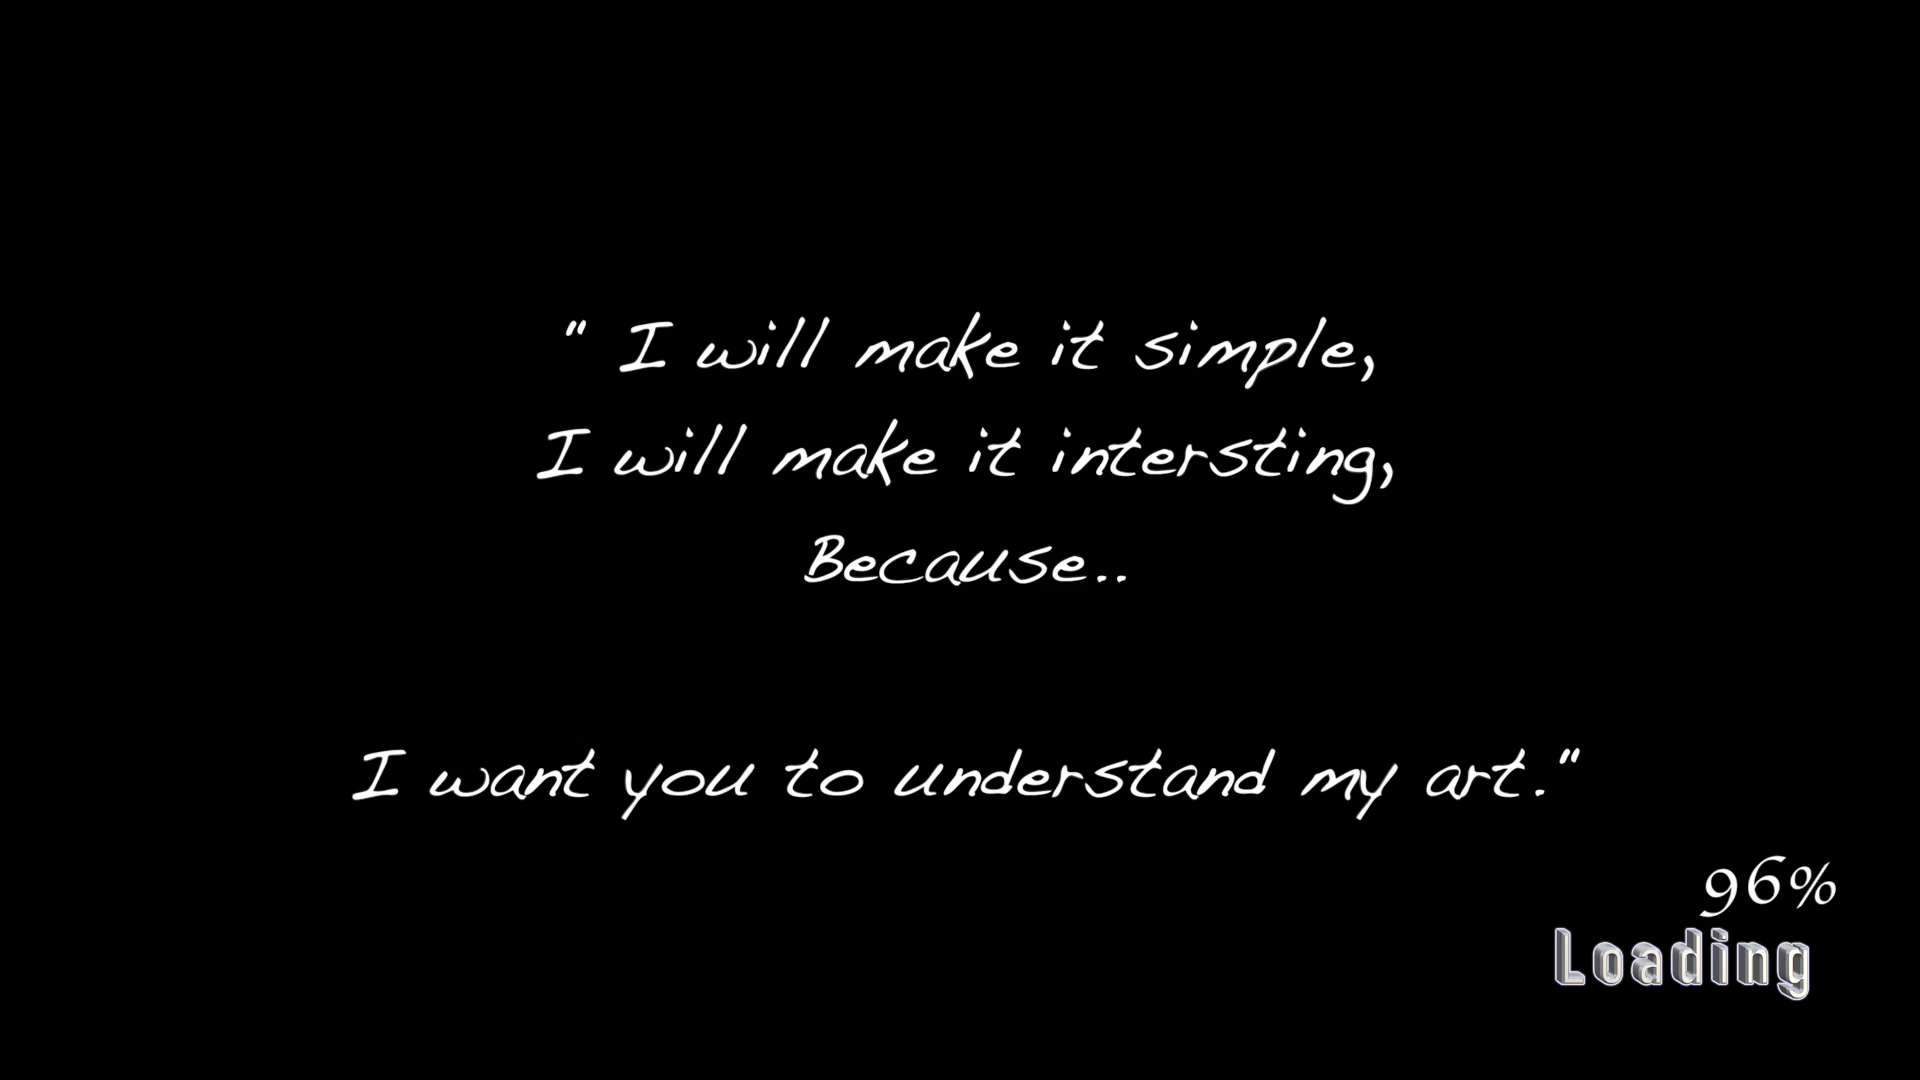 " I will make it simple,
I will make it intersting,
Because..
I want you to understand my art."
96%
Loading